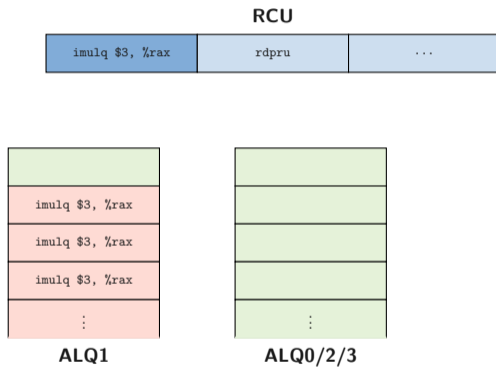 RCU
imulq $3, %rax rdpru ...
imulq $3, %rax
imulq $3, %rax
imulq $3, %rax
⋮ ⋮
ALQ1 ALQ0/2/3